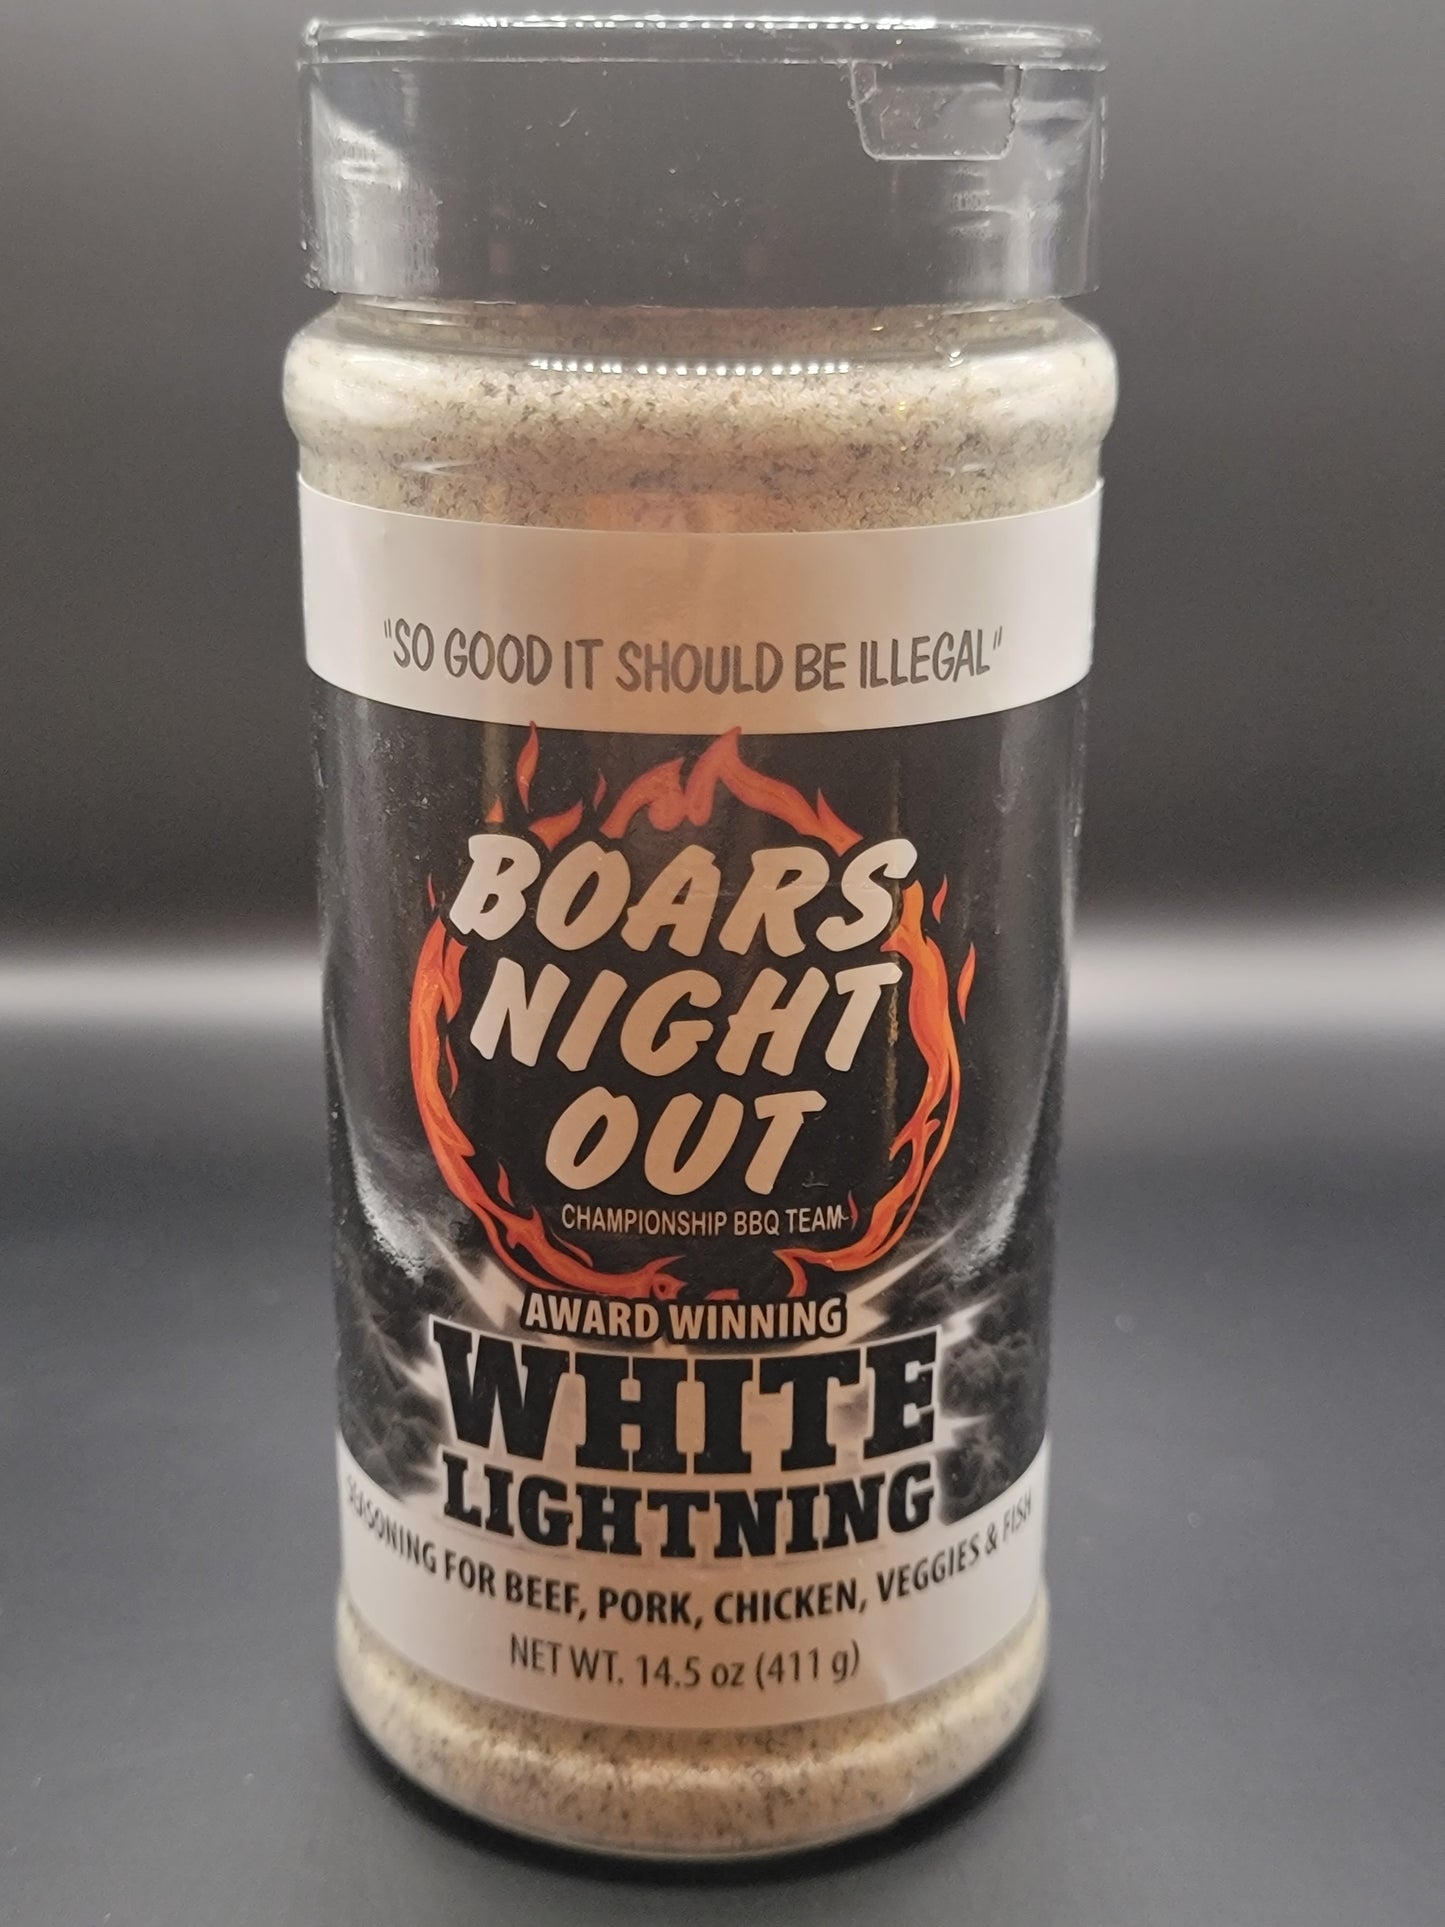 "SO GOOD IT SHOULD BE ILLEGAL"
BOARS
NIGHT
OUT
CHAMPIONSHIP BBQ TEAM
AWARD WINNING
WHITE
LIGHTNING
SEASONING FOR BEEF, PORK, CHICKEN, VEGGIES & FISH
NET WT. 14.5 oz (411 g)